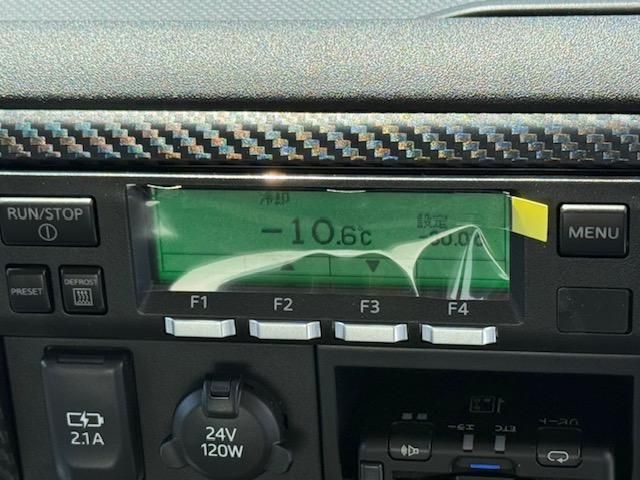 冷却
設定
-10.6℃
RUN/STOP
MENU
PRESET
DEFROST
F1 F2 F3 F4
2.1A
24V
120W
ETC